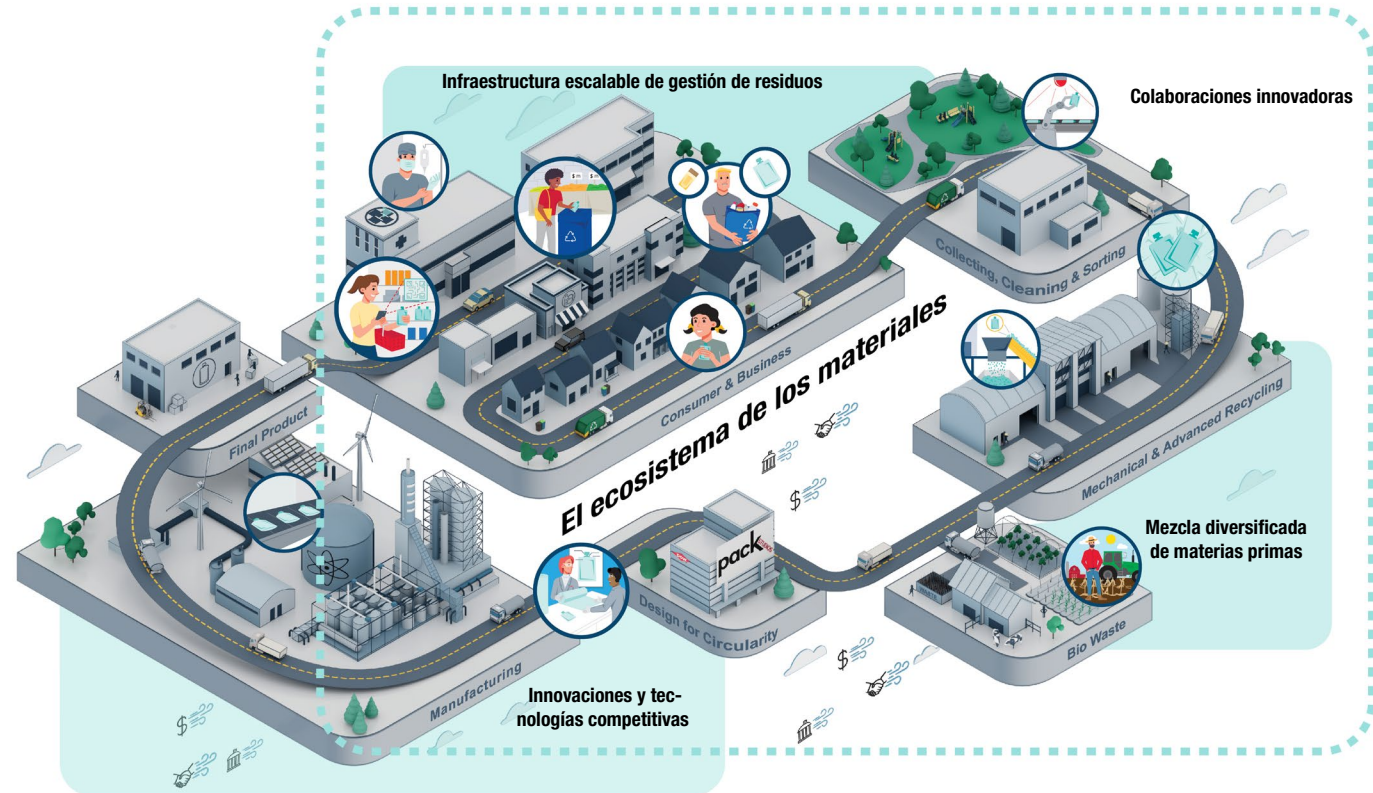 Infraestructura escalable de gestión de residuos
Colaboraciones innovadoras
Collecting, Cleaning & Sorting
Consumer & Business
Final Product
El ecosistema de los materiales
Mechanical & Advanced Recycling
Mezcla diversificada
de materias primas
pack
Design for Circularity
Bio Waste
Manufacturing
Innovaciones y tec-
nologías competitivas